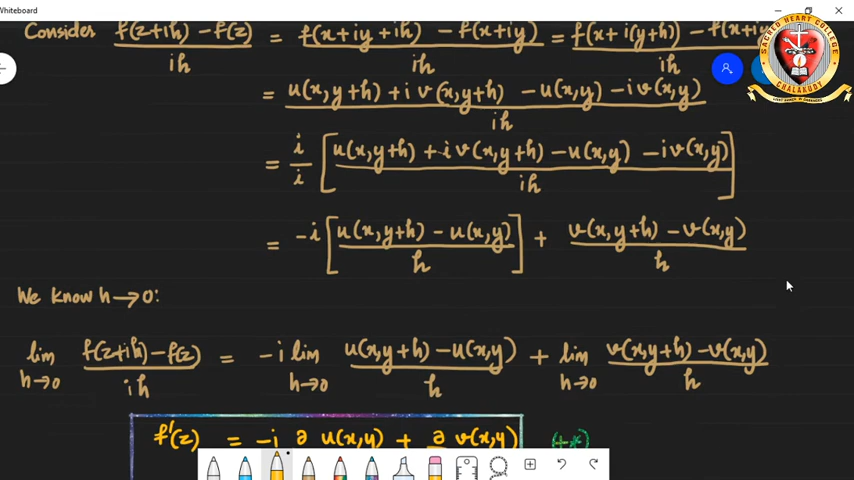 Whiteboard
Consider f(z+ih) - f(z) / ih = f(x+iy+ih) - f(x+iy) / ih = f(x+i(y+h)) - f(x+iy / ih
= u(x,y+h) + i v(x,y+h) - u(x,y) - i v(x,y) / ih
= i/i [ u(x,y+h) + i v(x,y+h) - u(x,y) - i v(x,y) / ih ]
= -i [ u(x,y+h) - u(x,y) / h ] + v(x,y+h) - v(x,y) / h
We know h→0:
lim h→0 f(z+ih) - f(z) / ih = -i lim h→0 u(x,y+h) - u(x,y) / h + lim h→0 v(x,y+h) - v(x,y) / h
f'(z) = -i ∂ u(x,y) + ∂ v(x,y) (**)
SACRED HEART COLLEGE
CHALAKUDY